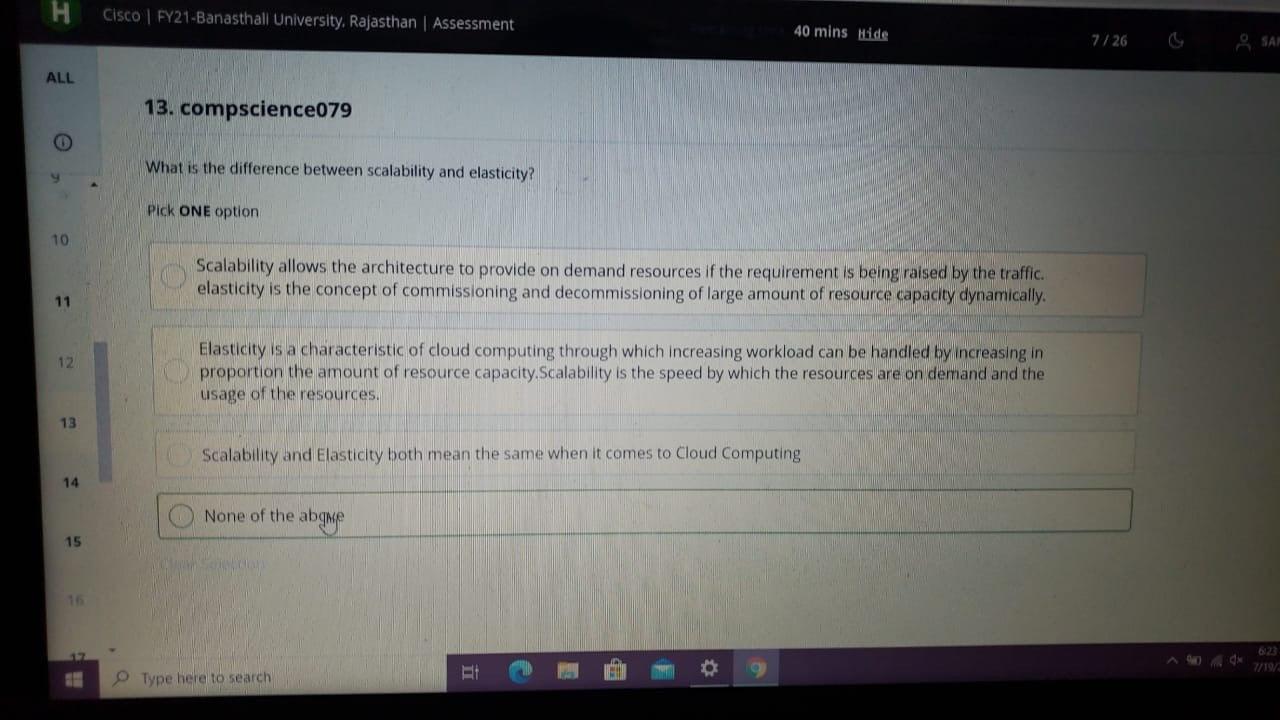 H Cisco | FY21-Banasthali University, Rajasthan | Assessment
40 mins Hide
7 / 26
ALL
13. compscience079
What is the difference between scalability and elasticity?
Pick ONE option
9
10
Scalability allows the architecture to provide on demand resources if the requirement is being raised by the traffic.
elasticity is the concept of commissioning and decommissioning of large amount of resource capacity dynamically.
11
Elasticity is a characteristic of cloud computing through which increasing workload can be handled by increasing in
proportion the amount of resource capacity.Scalability is the speed by which the resources are on demand and the
usage of the resources.
12
13
Scalability and Elasticity both mean the same when it comes to Cloud Computing
14
None of the above
15
Clear Selection
16
17
Type here to search
6:23
7/19/